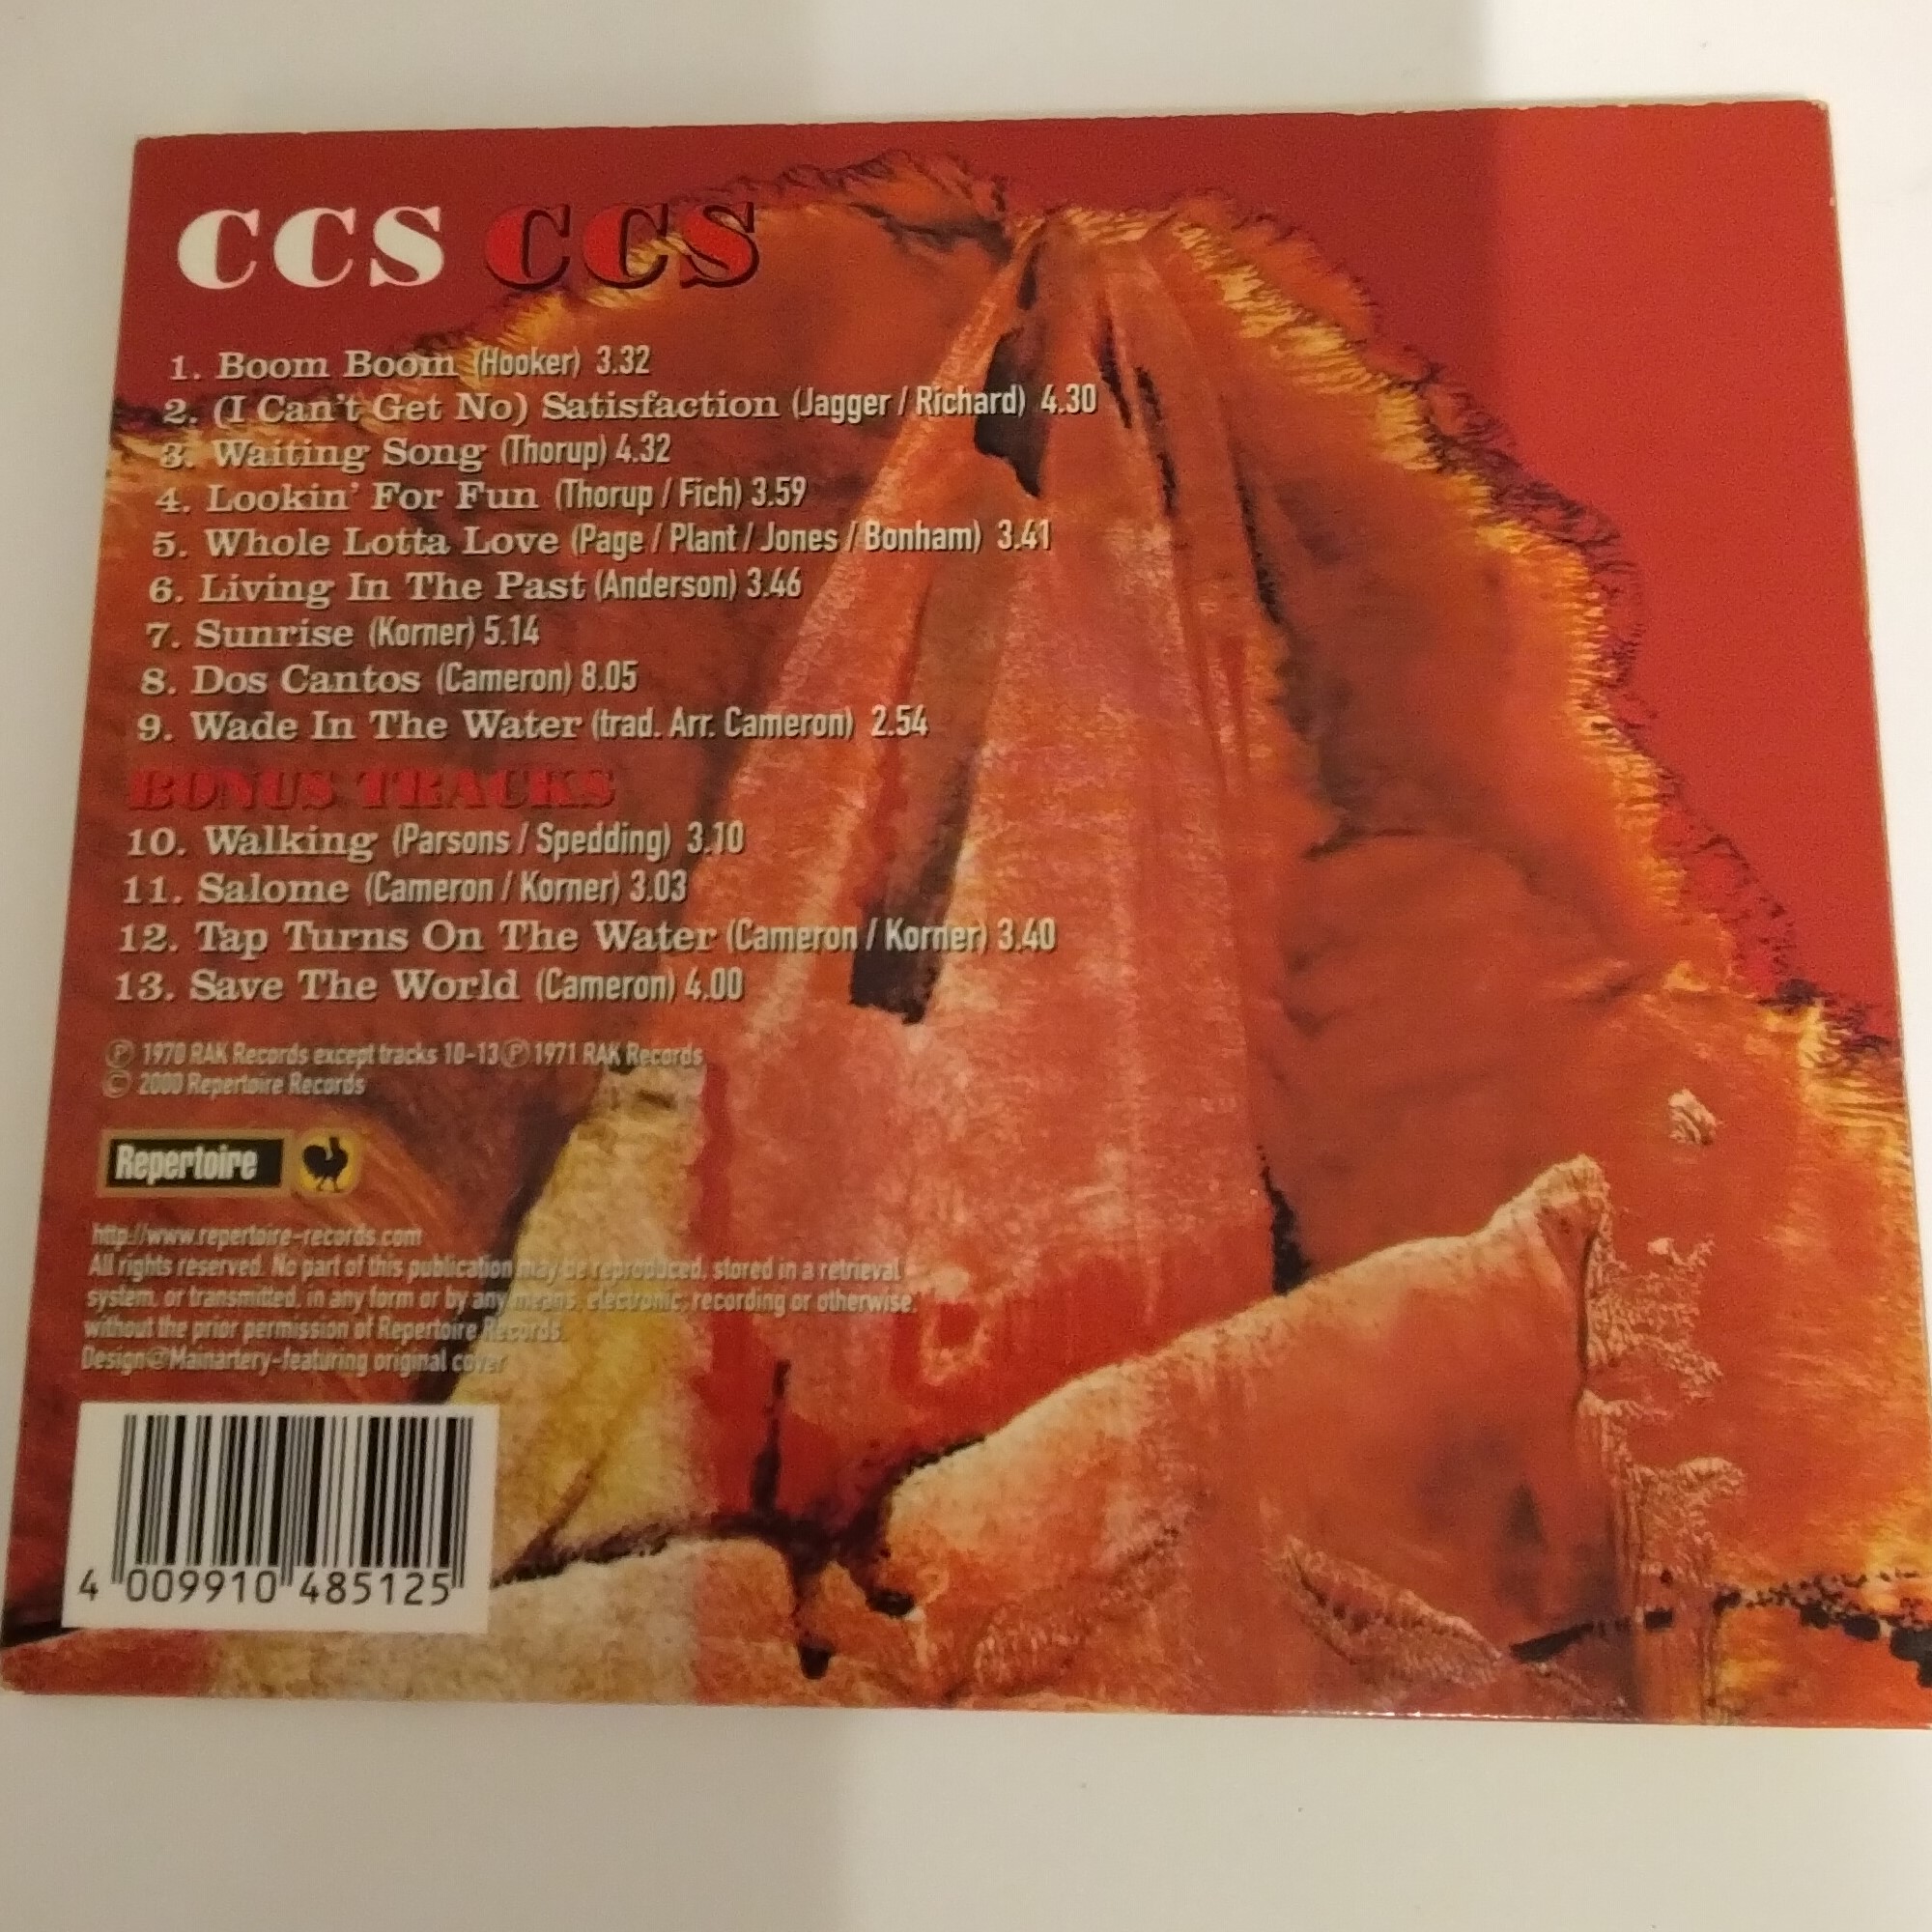 CCS CCS
1. Boom Boom (Hooker) 3.32
2. (I Can't Get No) Satisfaction (Jagger / Richard) 4.30
3. Waiting Song (Thorup) 4.32
4. Lookin' For Fun (Thorup / Fich) 3.59
5. Whole Lotta Love (Page / Plant / Jones / Bonham) 3.41
6. Living In The Past (Anderson) 3.46
7. Sunrise (Korner) 5.14
8. Dos Cantos (Cameron) 8.05
9. Wade In The Water (trad. Arr. Cameron) 2.54
BONUS TRACKS
10. Walking (Parsons / Spedding) 3.10
11. Salome (Cameron / Korner) 3.03
12. Tap Turns On The Water (Cameron / Korner) 3.40
13. Save The World (Cameron) 4.00
℗ 1970 RAK Records except tracks 10-13 ℗ 1971 RAK Records
© 2000 Repertoire Records
Repertoire
http://www.repertoire-records.com
All rights reserved. No part of this publication may be reproduced, stored in a retrieval
system, or transmitted, in any form or by any means, electronic, recording or otherwise,
without the prior permission of Repertoire Records.
Design@Mainartery-featuring original cover
4 009910 485125